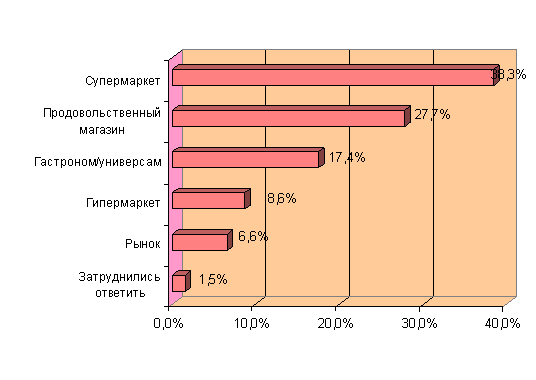 Супермаркет 38,3%
Продовольственный
магазин 27,7%
Гастроном/универсам 17,4%
Гипермаркет 8,6%
Рынок 6,6%
Затруднились
ответить 1,5%
0,0% 10,0% 20,0% 30,0% 40,0%